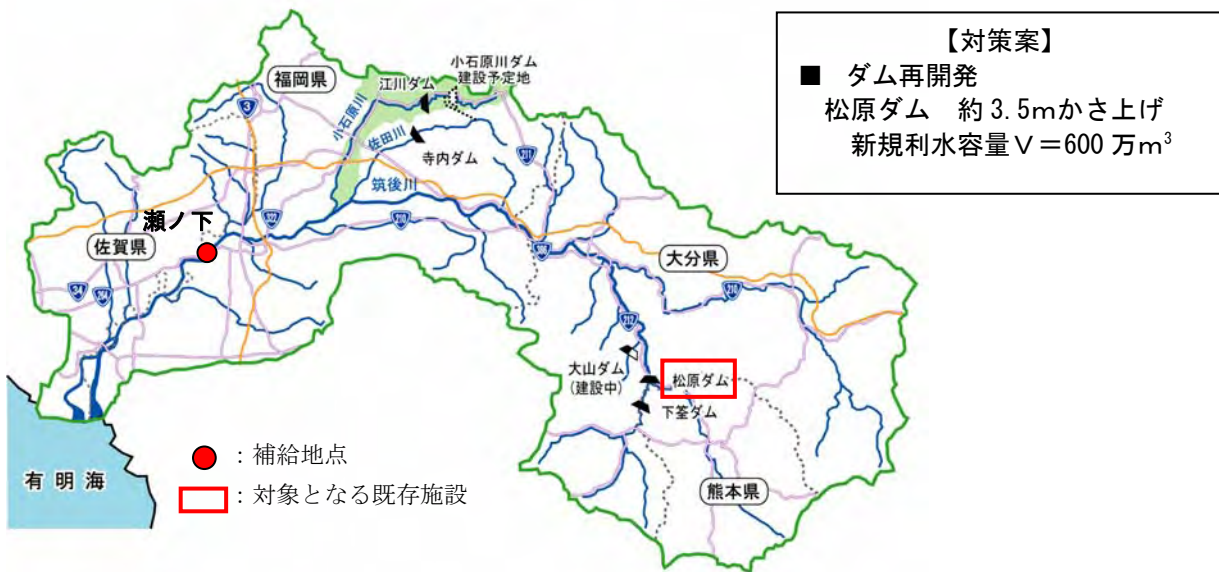 【対策案】
■ ダム再開発
松原ダム 約3.5mかさ上げ
新規利水容量V=600万m³
福岡県
江川ダム
小石原川ダム
建設予定地
小石原川
佐田川
寺内ダム
筑後川
3
211
322
210
386
瀬ノ下
佐賀県
34
264
大分県
210
212
大山ダム
(建設中)
松原ダム
下筌ダム
熊本県
有明海
:補給地点
:対象となる既存施設